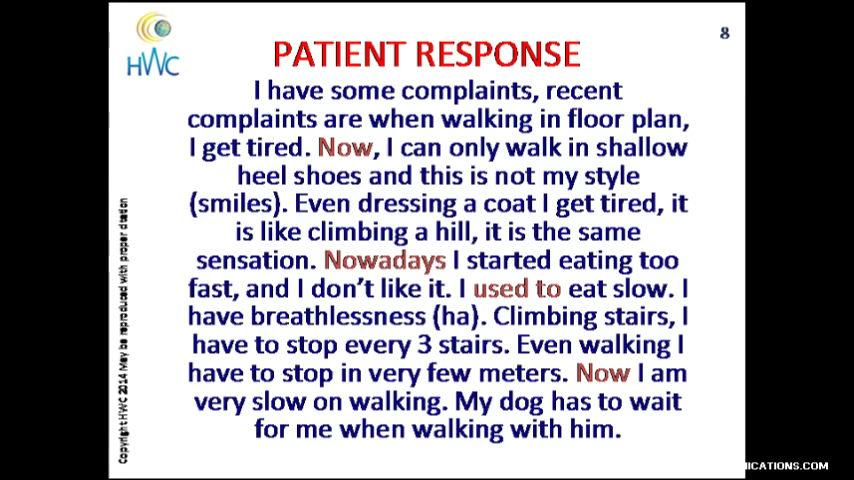 8
HWC
PATIENT RESPONSE
I have some complaints, recent
complaints are when walking in floor plan,
I get tired. Now, I can only walk in shallow
heel shoes and this is not my style
(smiles). Even dressing a coat I get tired, it
is like climbing a hill, it is the same
sensation. Nowadays I started eating too
fast, and I don't like it. I used to eat slow. I
have breathlessness (ha). Climbing stairs, I
have to stop every 3 stairs. Even walking I
have to stop in very few meters. Now I am
very slow on walking. My dog has to wait
for me when walking with him.
Copyright HWC 2014 May be reproduced with proper citation
ICATIONS.COM